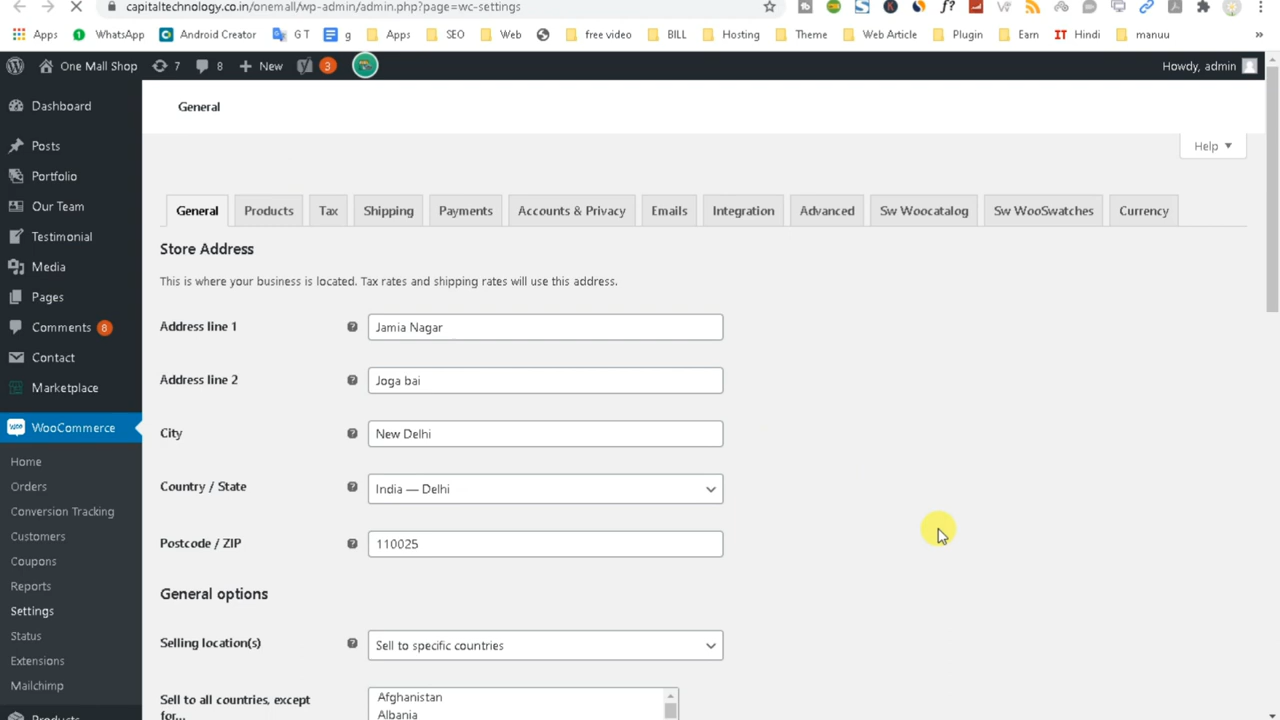 capitaltechnology.co.in/onemall/wp-admin/admin.php?page=wc-settings
Apps WhatsApp Android Creator G T g Apps SEO Web free video BILL Hosting Theme Web Article Plugin Earn IT Hindi manuu »
One Mall Shop 7 8 + New 3 Howdy, admin
Dashboard
Posts
Portfolio
Our Team
Testimonial
Media
Pages
Comments 8
Contact
Marketplace
WooCommerce
Home
Orders
Conversion Tracking
Customers
Coupons
Reports
Settings
Status
Extensions
Mailchimp
Products
General
Help ▼
General Products Tax Shipping Payments Accounts & Privacy Emails Integration Advanced Sw Woocatalog Sw WooSwatches Currency
Store Address
This is where your business is located. Tax rates and shipping rates will use this address.
Address line 1 Jamia Nagar
Address line 2 Joga bai
City New Delhi
Country / State India — Delhi
Postcode / ZIP 110025
General options
Selling location(s) Sell to specific countries
Sell to all countries, except for... Afghanistan
Albania